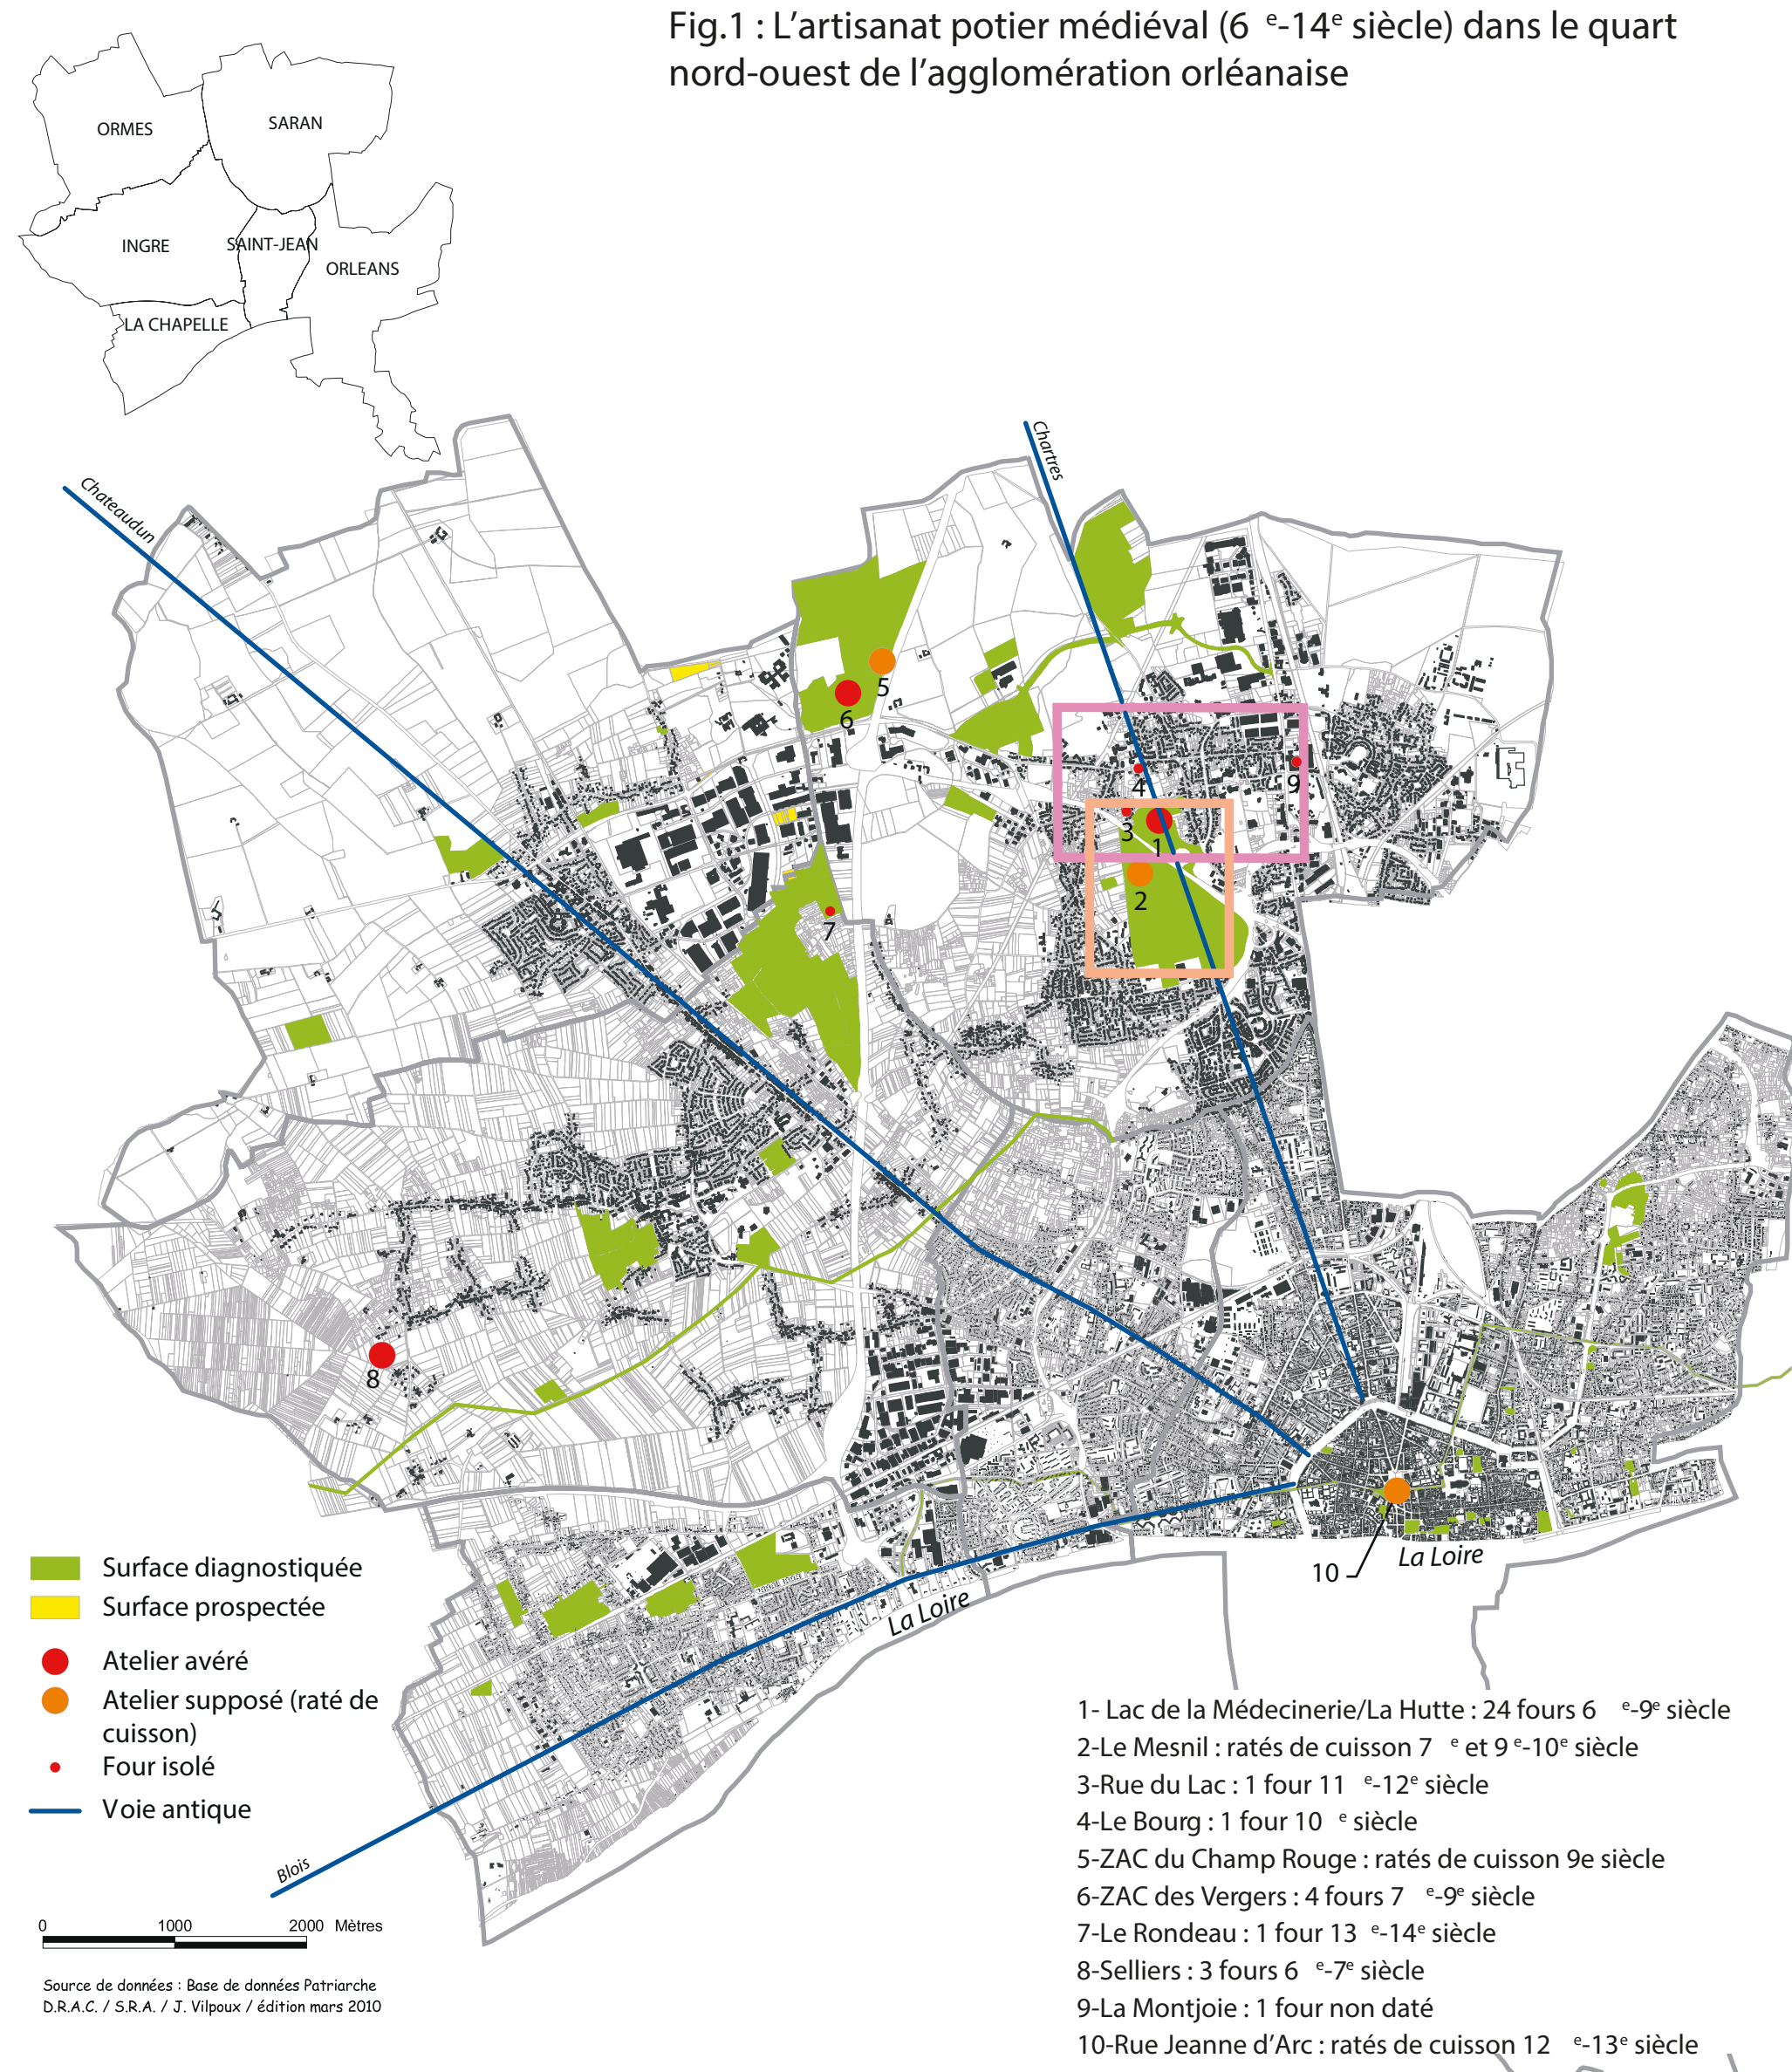 Fig.1 : L’artisanat potier médiéval (6 e-14e siècle) dans le quart
nord-ouest de l’agglomération orléanaise
ORMES
SARAN
INGRE
SAINT-JEAN
ORLEANS
LA CHAPELLE
Chartres
Chateaudun
5
6
4
9
3
1
2
7
8
10
La Loire
La Loire
Blois
Surface diagnostiquée
Surface prospectée
Atelier avéré
Atelier supposé (raté de
cuisson)
Four isolé
Voie antique
0 1000 2000 Mètres
Source de données : Base de données Patriarche
D.R.A.C. / S.R.A. / J. Vilpoux / édition mars 2010
1- Lac de la Médecinerie/La Hutte : 24 fours 6 e-9e siècle
2-Le Mesnil : ratés de cuisson 7 e et 9 e-10e siècle
3-Rue du Lac : 1 four 11 e-12e siècle
4-Le Bourg : 1 four 10 e siècle
5-ZAC du Champ Rouge : ratés de cuisson 9e siècle
6-ZAC des Vergers : 4 fours 7 e-9e siècle
7-Le Rondeau : 1 four 13 e-14e siècle
8-Selliers : 3 fours 6 e-7e siècle
9-La Montjoie : 1 four non daté
10-Rue Jeanne d’Arc : ratés de cuisson 12 e-13e siècle